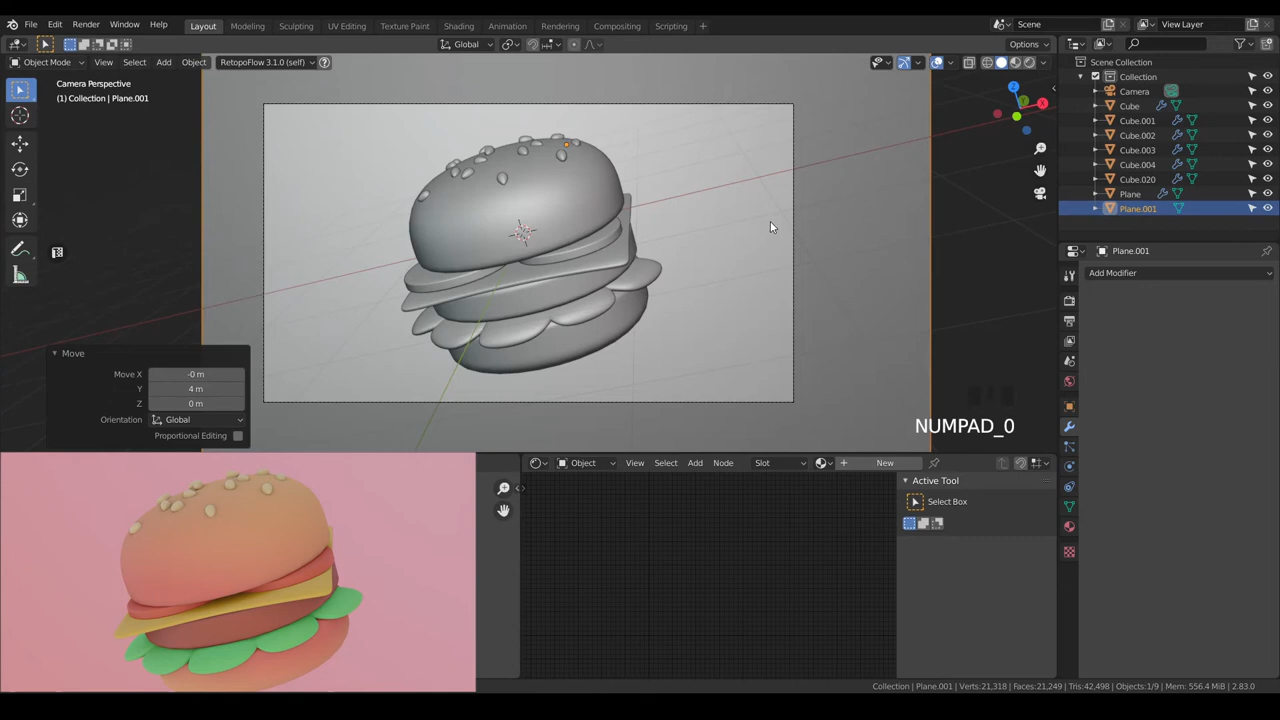 File Edit Render Window Help Layout Modeling Sculpting UV Editing Texture Paint Shading Animation Rendering Compositing Scripting + Scene View Layer
Global Options
Object Mode View Select Add Object RetopoFlow 3.1.0 (self)
Camera Perspective
(1) Collection | Plane.001
Scene Collection
Collection
Camera
Cube
Cube.001
Cube.002
Cube.003
Cube.004
Cube.020
Plane
Plane.001
Plane.001
Add Modifier
Move
Move X -0 m
Y 4 m
Z 0 m
Orientation Global
Proportional Editing
NUMPAD_0
Object View Select Add Node Slot + New
Active Tool
Select Box
Collection | Plane.001 | Verts:21,318 | Faces:21,249 | Tris:42,498 | Objects:1/9 | Mem: 556.4 MiB | 2.83.0